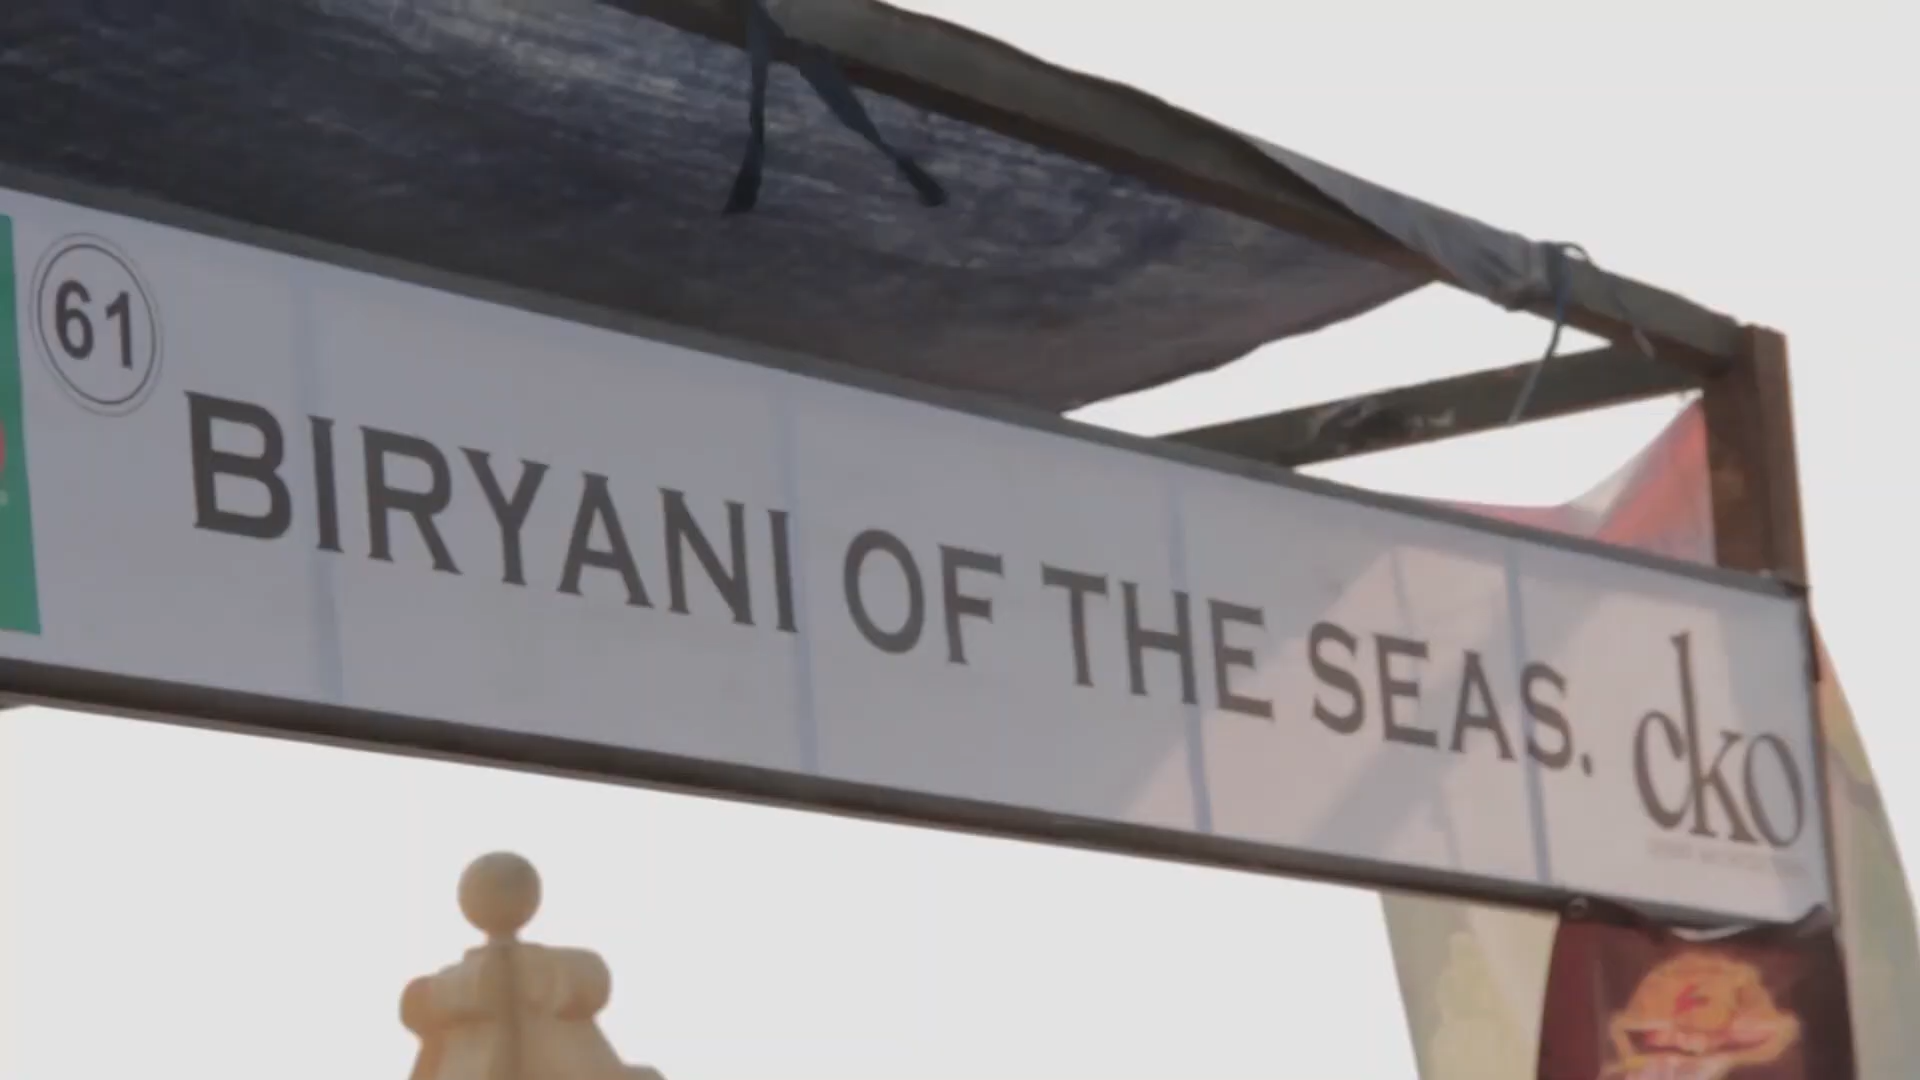 61
BIRYANI OF THE SEAS.
cko